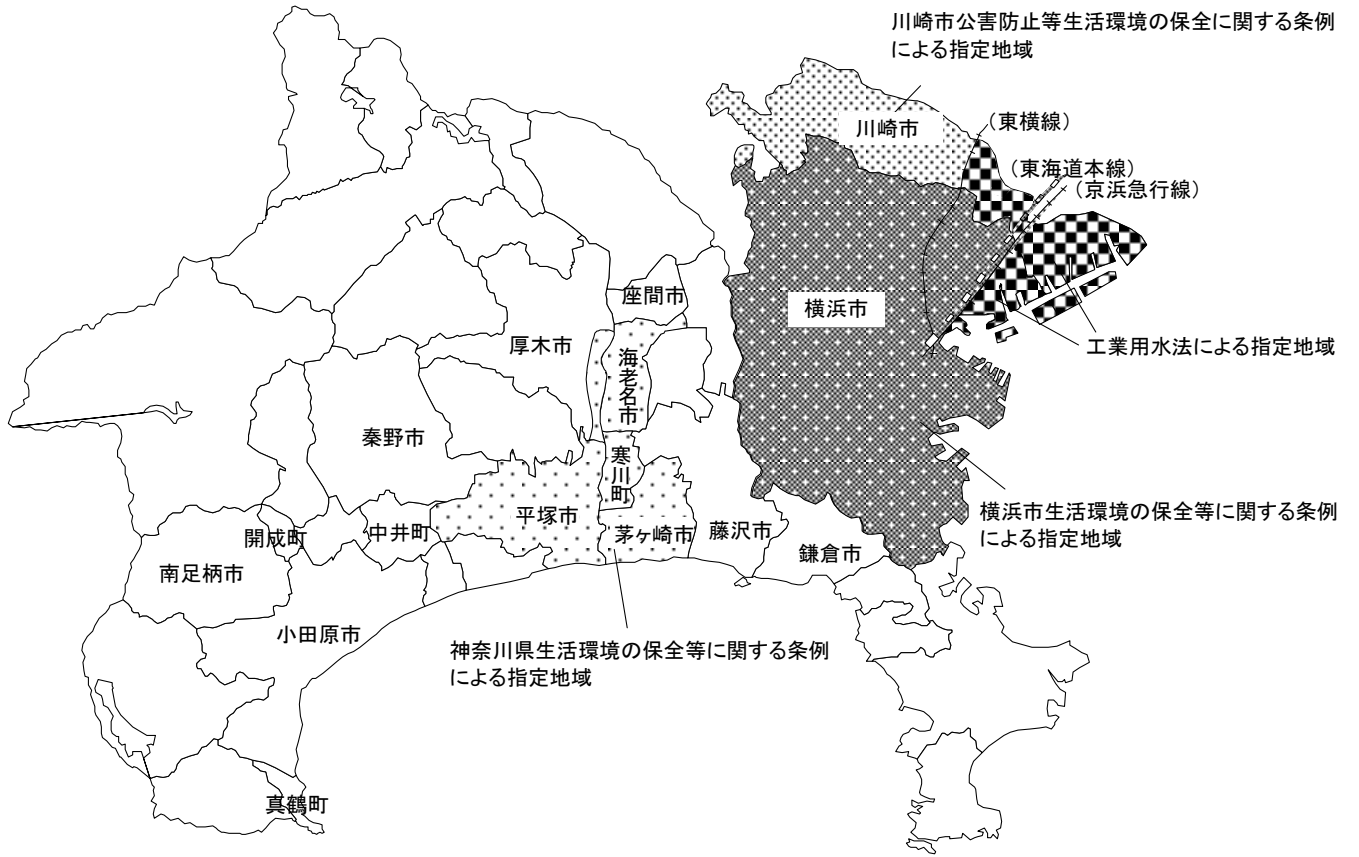 川崎市公害防止等生活環境の保全に関する条例
による指定地域
川崎市
（東横線）
（東海道本線）
（京浜急行線）
座間市
横浜市
厚木市
海老名市
工業用水法による指定地域
秦野市
寒川町
平塚市
横浜市生活環境の保全等に関する条例
による指定地域
開成町
中井町
茅ヶ崎市
藤沢市
鎌倉市
南足柄市
小田原市
神奈川県生活環境の保全等に関する条例
による指定地域
真鶴町